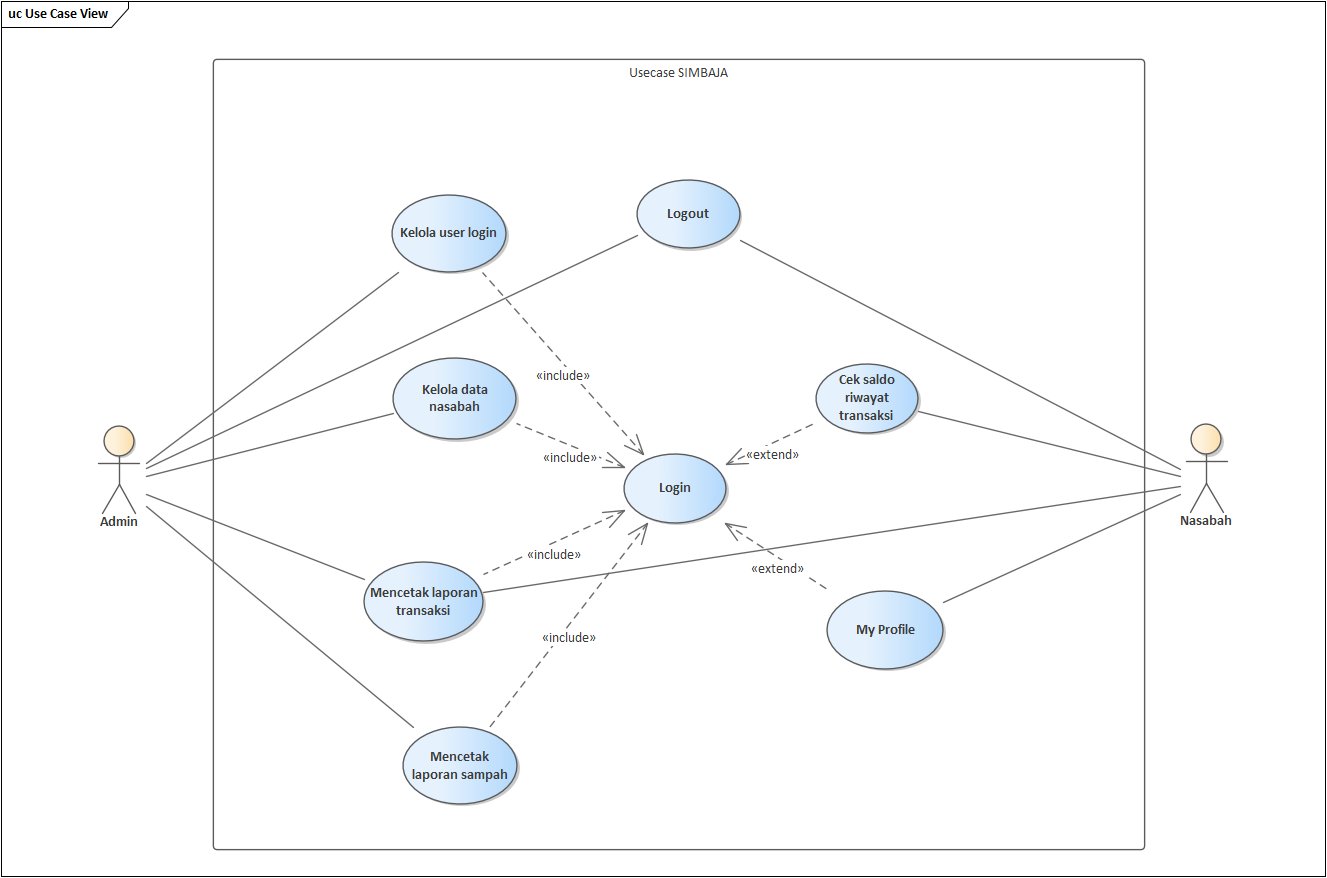 uc Use Case View
Usecase SIMBAJA
Logout
Kelola user login
«include»
Cek saldo
riwayat
transaksi
Kelola data
nasabah
«include»
«extend»
Login
Admin
Nasabah
«include»
«extend»
Mencetak laporan
transaksi
My Profile
«include»
Mencetak
laporan sampah